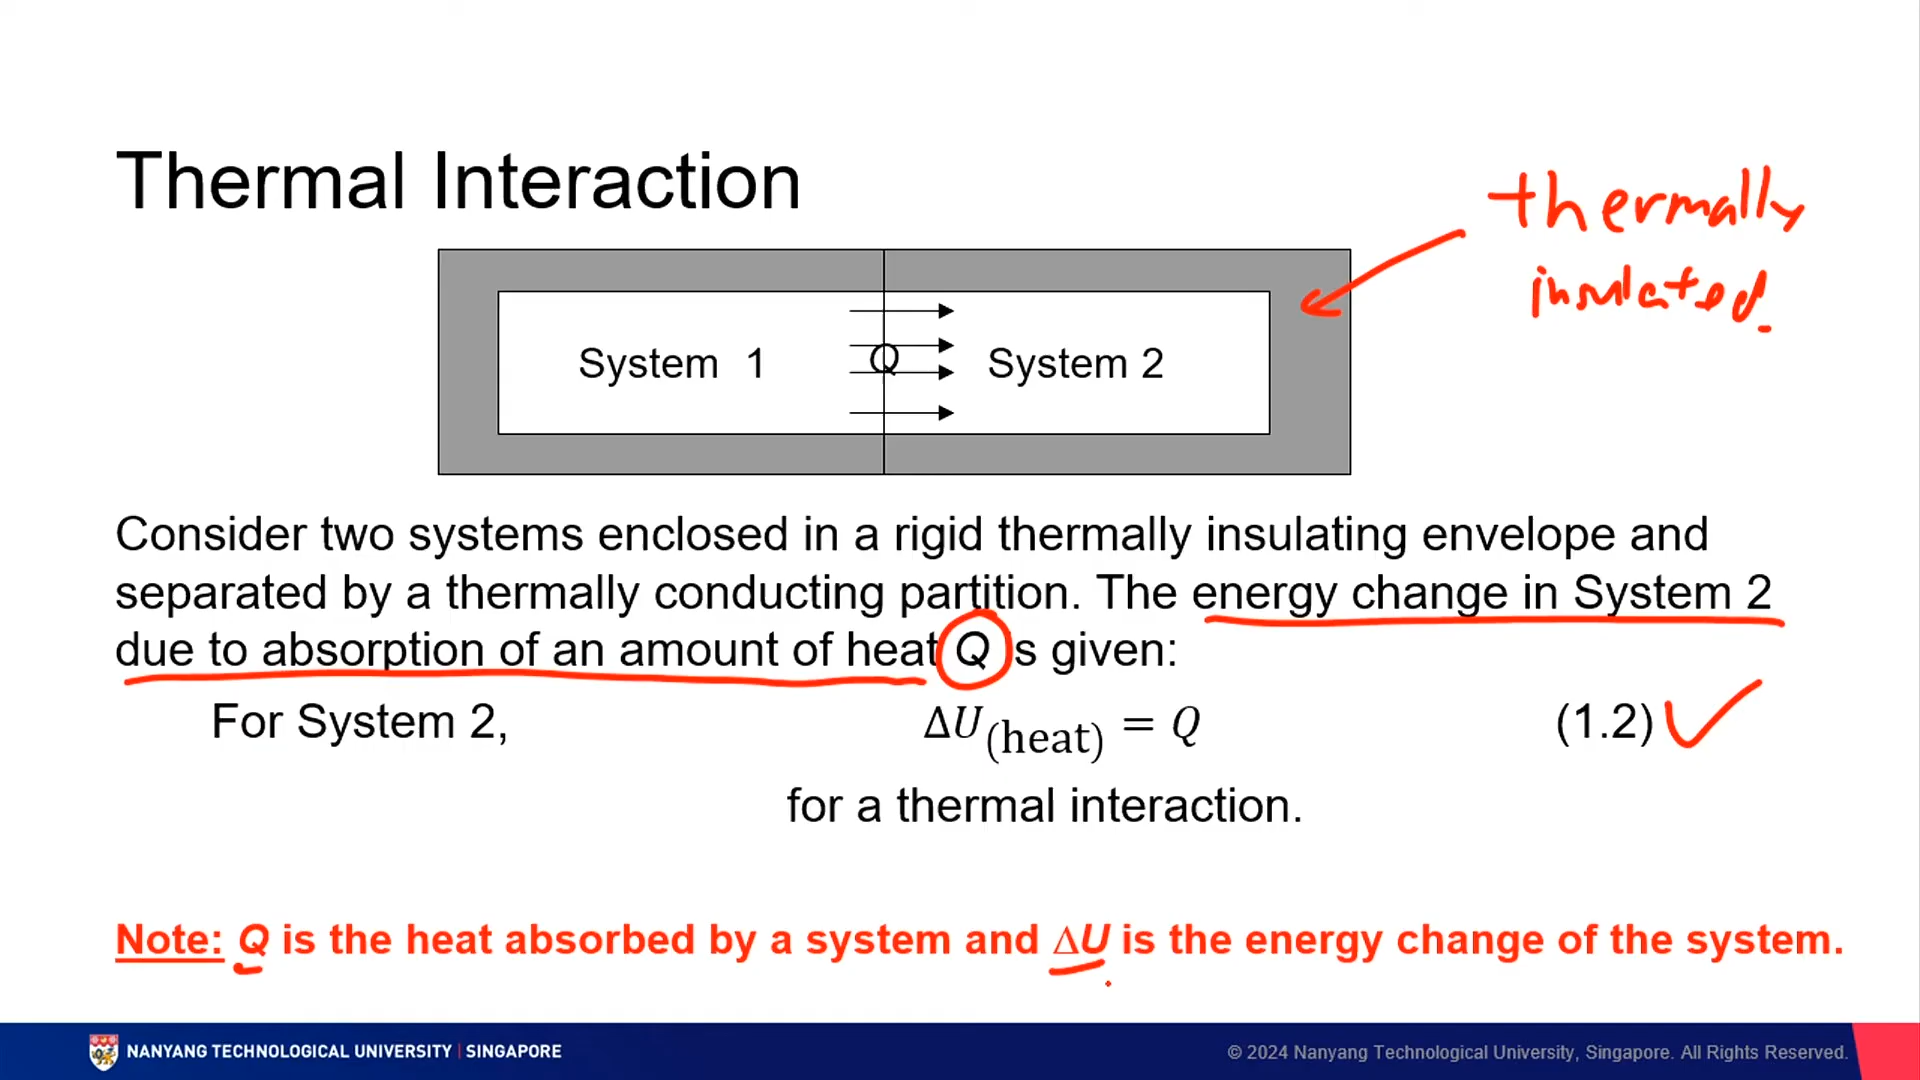 Thermal Interaction
thermally
insulated.
System 1
Q
System 2
Consider two systems enclosed in a rigid thermally insulating envelope and
separated by a thermally conducting partition. The energy change in System 2
due to absorption of an amount of heat Q is given:
For System 2, ΔU(heat) = Q (1.2)
for a thermal interaction.
Note: Q is the heat absorbed by a system and ΔU is the energy change of the system.
NANYANG TECHNOLOGICAL UNIVERSITY | SINGAPORE
© 2024 Nanyang Technological University, Singapore. All Rights Reserved.